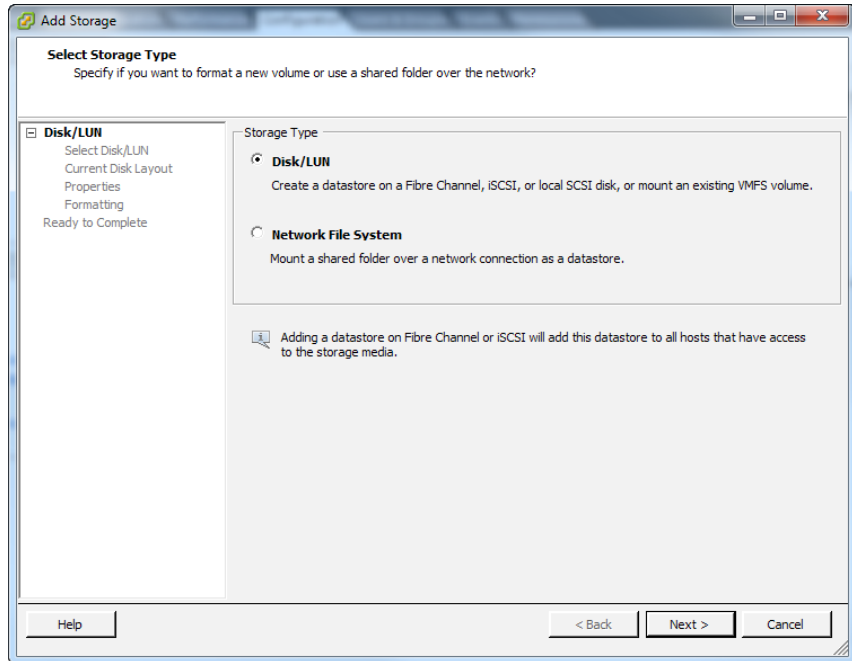 Add Storage
Select Storage Type
Specify if you want to format a new volume or use a shared folder over the network?
Disk/LUN
Select Disk/LUN
Current Disk Layout
Properties
Formatting
Ready to Complete
Storage Type
Disk/LUN
Create a datastore on a Fibre Channel, iSCSI, or local SCSI disk, or mount an existing VMFS volume.
Network File System
Mount a shared folder over a network connection as a datastore.
Adding a datastore on Fibre Channel or iSCSI will add this datastore to all hosts that have access
to the storage media.
Help
< Back
Next >
Cancel